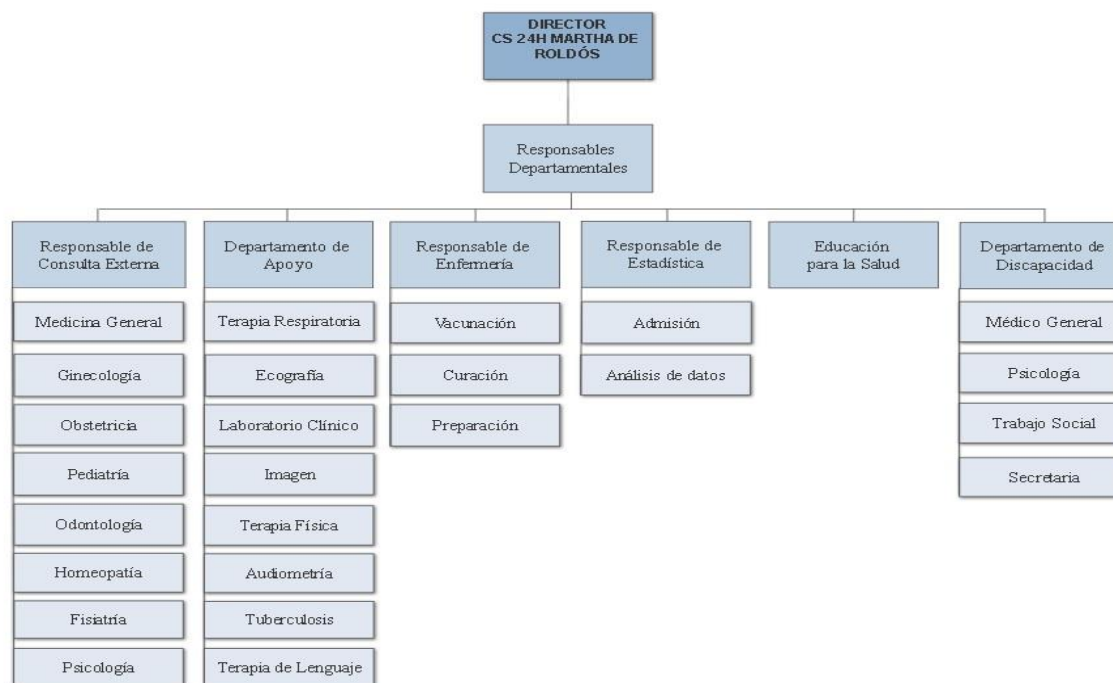 DIRECTOR
CS 24H MARTHA DE
ROLDÓS
Responsables
Departamentales
Responsable de
Consulta Externa
Medicina General
Ginecología
Obstetricia
Pediatría
Odontología
Homeopatía
Fisiatría
Psicología
Departamento de
Apoyo
Terapia Respiratoria
Ecografía
Laboratorio Clínico
Imagen
Terapia Física
Audiometría
Tuberculosis
Terapia de Lenguaje
Responsable de
Enfermería
Vacunación
Curación
Preparación
Responsable de
Estadística
Admisión
Análisis de datos
Educación
para la Salud
Departamento de
Discapacidad
Médico General
Psicología
Trabajo Social
Secretaria